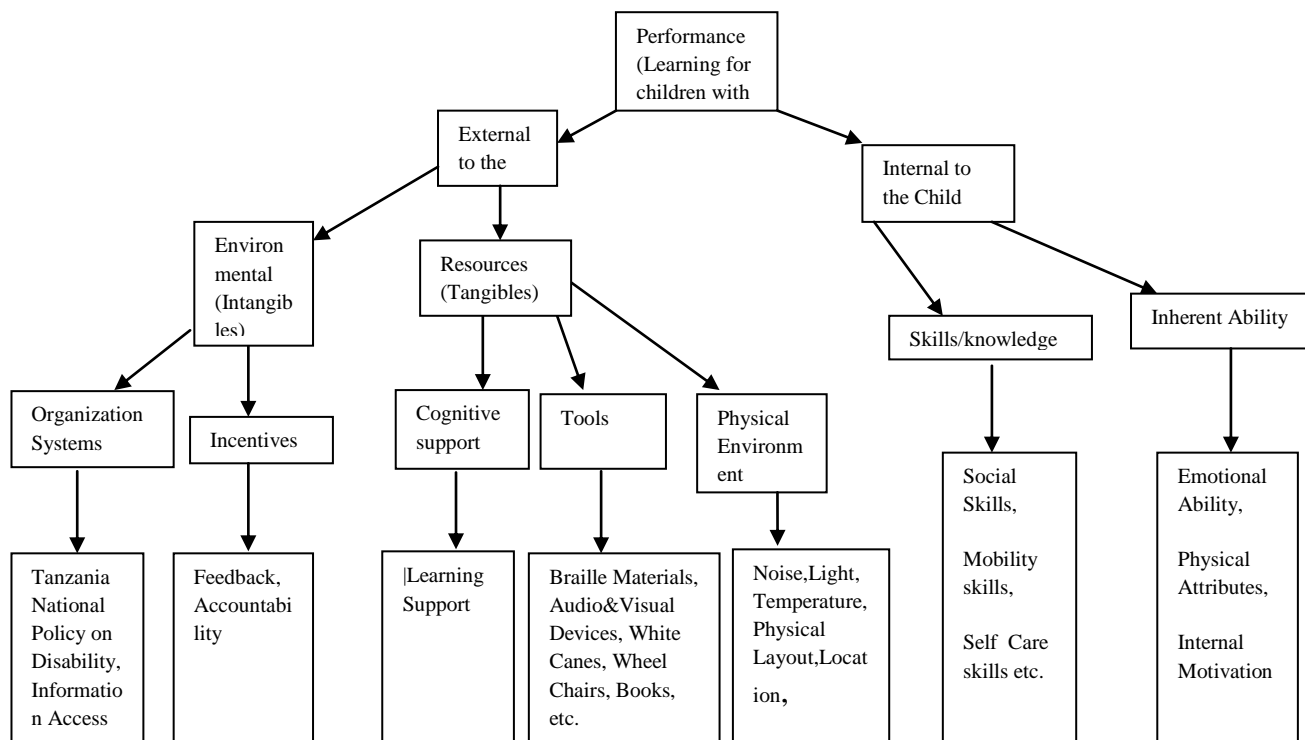 Performance
(Learning for
children with
External
to the
Internal to
the Child
Environ
mental
(Intangib
les)
Resources
(Tangibles)
Skills/knowledge
Inherent Ability
Organization
Systems
Incentives
Cognitive
support
Tools
Physical
Environm
ent
Tanzania
National
Policy on
Disability,
Informatio
n Access
Feedback,
Accountabi
lity
|Learning
Support
Braille Materials,
Audio&Visual
Devices, White
Canes, Wheel
Chairs, Books,
etc.
Noise,Light,
Temperature,
Physical
Layout,Locat
ion,
Social
Skills,
Mobility
skills,
Self Care
skills etc.
Emotional
Ability,
Physical
Attributes,
Internal
Motivation